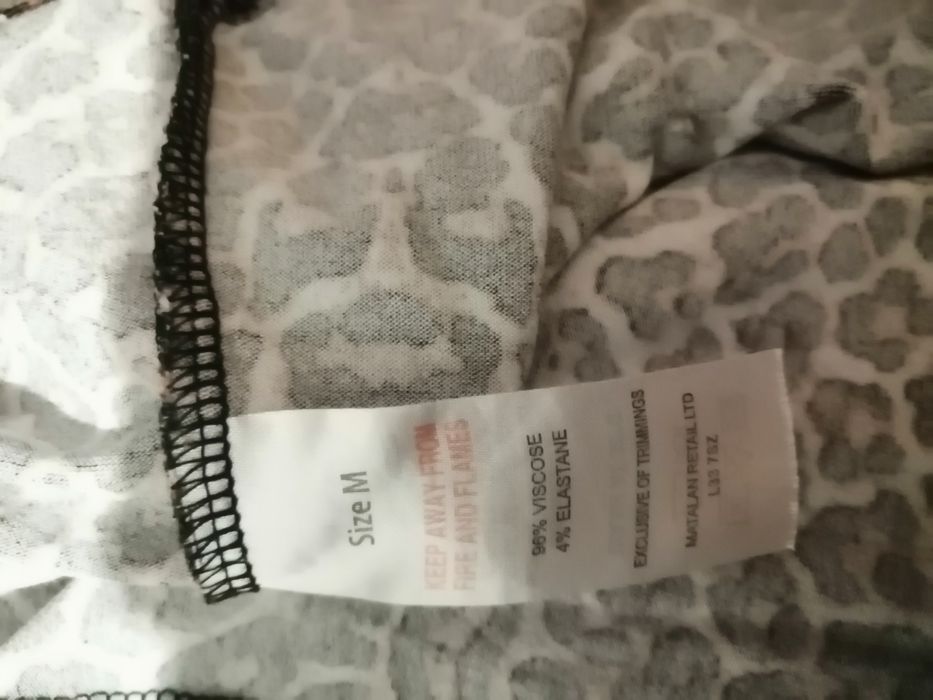 Size M
KEEP AWAY FROM
FIRE AND FLAMES
96% VISCOSE
4% ELASTANE
EXCLUSIVE OF TRIMMINGS
MATALAN RETAIL LTD
L33 7SZ